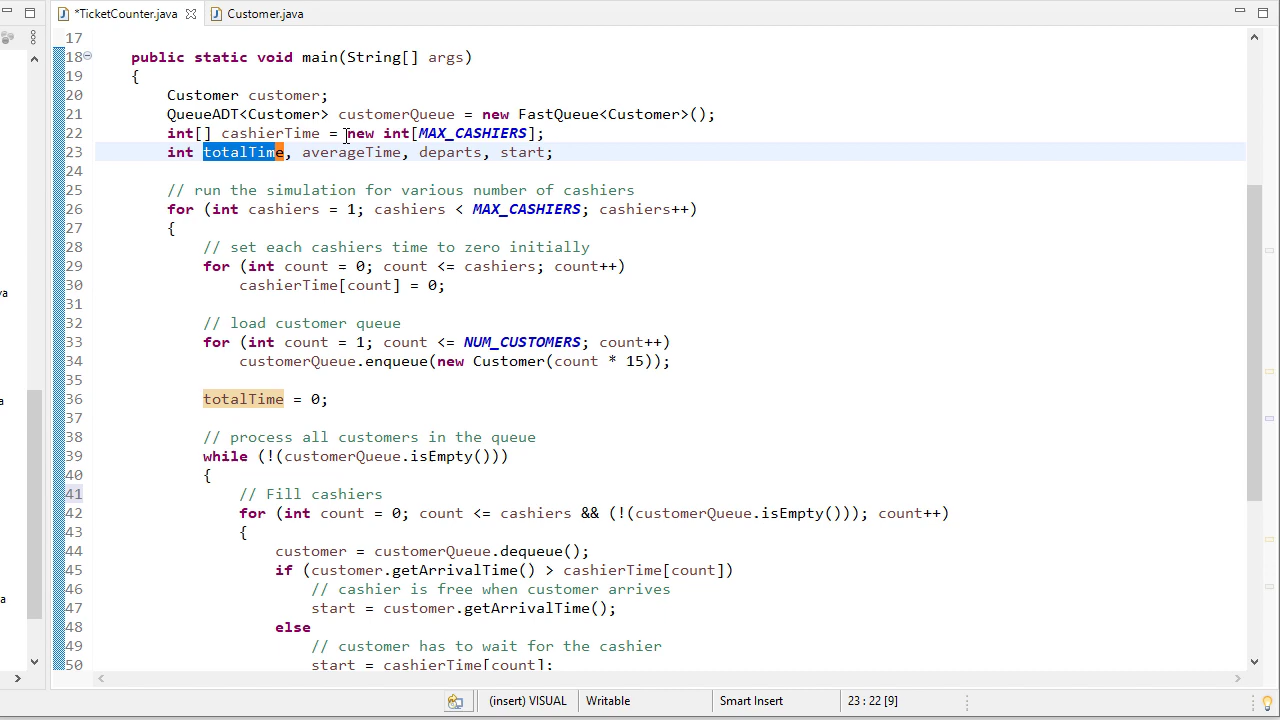 *TicketCounter.java
Customer.java
17
18 public static void main(String[] args)
19 {
20 Customer customer;
21 QueueADT<Customer> customerQueue = new FastQueue<Customer>();
22 int[] cashierTime = new int[MAX_CASHIERS];
23 int totalTime, averageTime, departs, start;
24
25 // run the simulation for various number of cashiers
26 for (int cashiers = 1; cashiers < MAX_CASHIERS; cashiers++)
27 {
28 // set each cashiers time to zero initially
29 for (int count = 0; count <= cashiers; count++)
30 cashierTime[count] = 0;
31
32 // load customer queue
33 for (int count = 1; count <= NUM_CUSTOMERS; count++)
34 customerQueue.enqueue(new Customer(count * 15));
35
36 totalTime = 0;
37
38 // process all customers in the queue
39 while (!(customerQueue.isEmpty()))
40 {
41 // Fill cashiers
42 for (int count = 0; count <= cashiers && (!(customerQueue.isEmpty())); count++)
43 {
44 customer = customerQueue.dequeue();
45 if (customer.getArrivalTime() > cashierTime[count])
46 // cashier is free when customer arrives
47 start = customer.getArrivalTime();
48 else
49 // customer has to wait for the cashier
50 start = cashierTime[count];
va
a
a
(insert) VISUAL
Writable
Smart Insert
23 : 22 [9]